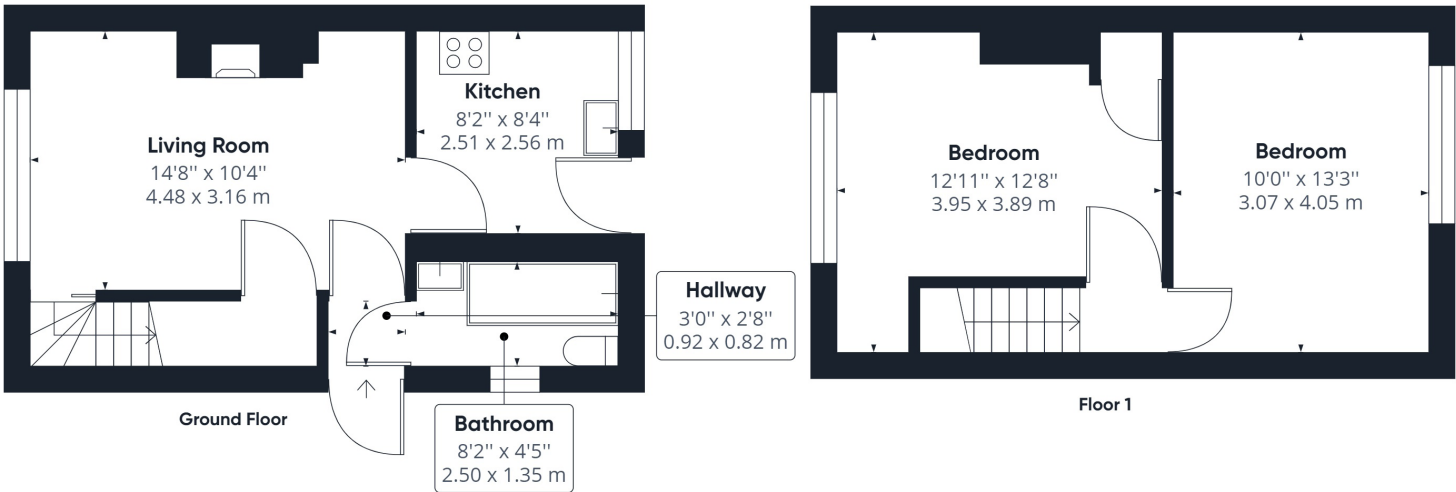 Living Room
14'8'' x 10'4''
4.48 x 3.16 m
Kitchen
8'2'' x 8'4''
2.51 x 2.56 m
Hallway
3'0'' x 2'8''
0.92 x 0.82 m
Bathroom
8'2'' x 4'5''
2.50 x 1.35 m
Ground Floor
Bedroom
12'11'' x 12'8''
3.95 x 3.89 m
Bedroom
10'0'' x 13'3''
3.07 x 4.05 m
Floor 1